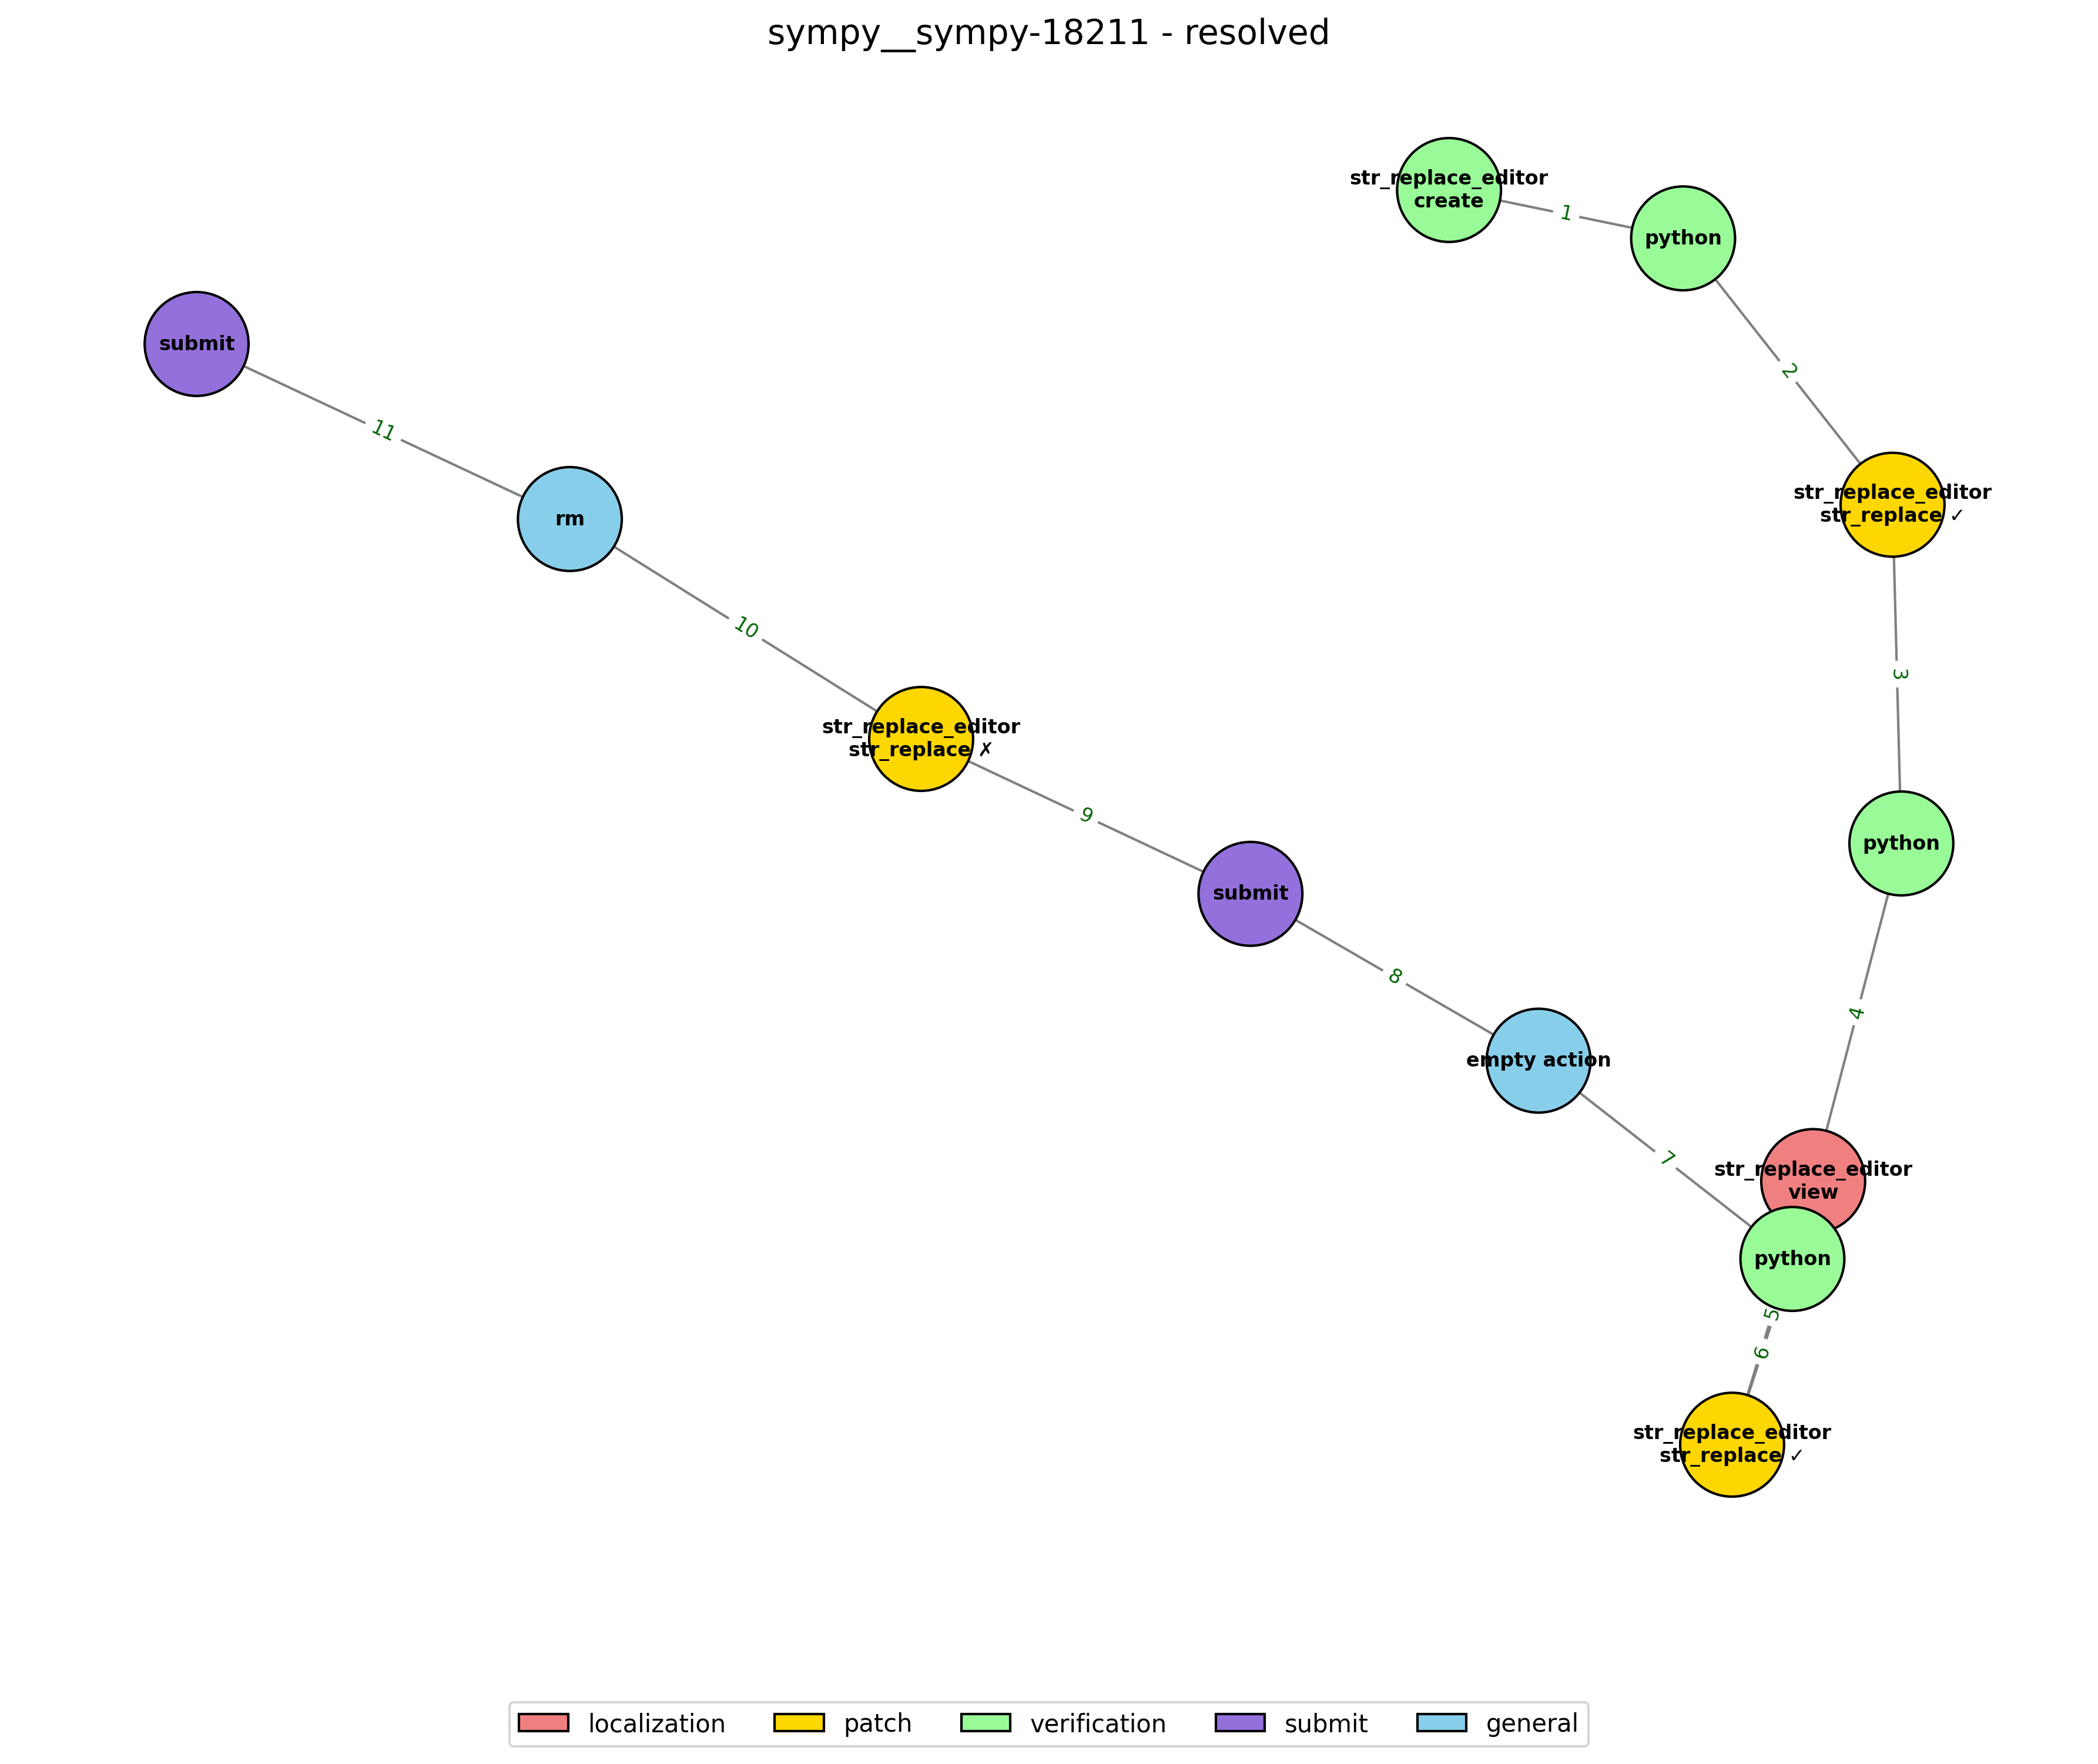 sympy__sympy-18211 - resolved
str_replace_editor
create
1
python
2
submit
11
str_replace_editor
str_replace ✓
rm
10
3
str_replace_editor
str_replace ✗
9
python
submit
8
4
empty action
7
str_replace_editor
view
python
5
6
str_replace_editor
str_replace ✓
localization
patch
verification
submit
general